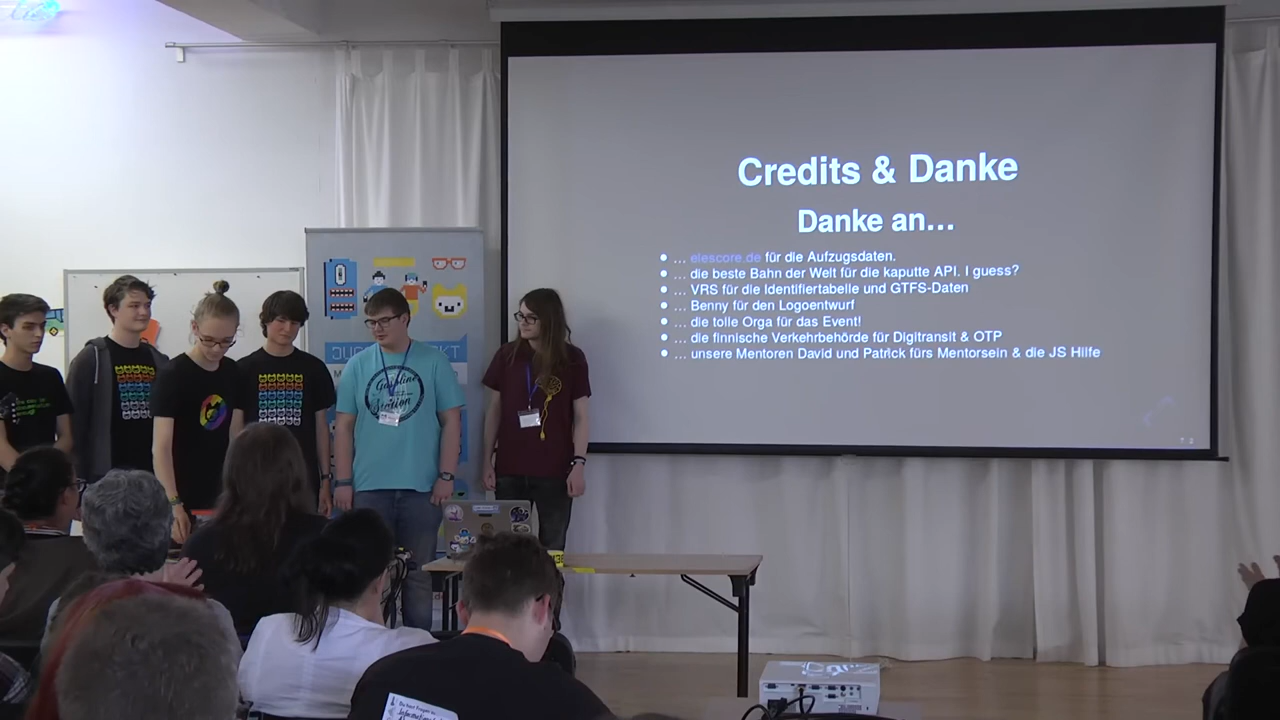 Credits & Danke
Danke an...
... elescore.de für die Aufzugsdaten.
... die beste Bahn der Welt für die kaputte API. I guess?
... VRS für die Identifiertabelle und GTFS-Daten
... Benny für den Logoentwurf
... die tolle Orga für das Event!
... die finnische Verkehrbehörde für Digitransit & OTP
... unsere Mentoren David und Patrick fürs Mentorsein & die JS Hilfe
Gasoline
Station